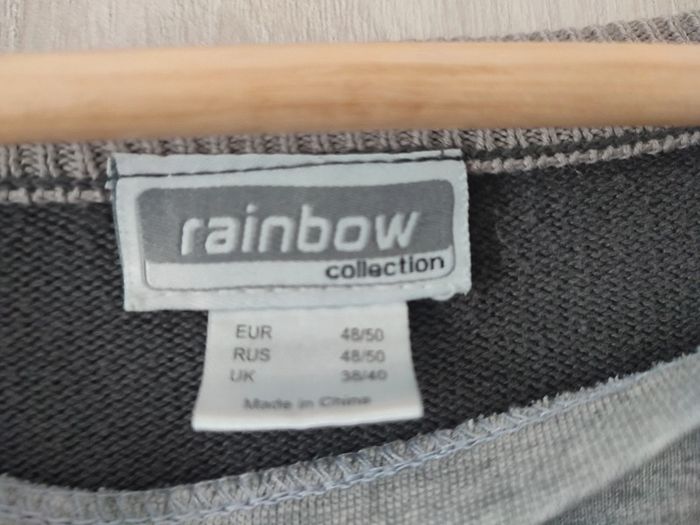 rainbow
collection
EUR 48/50
RUS 48/50
UK 38/40
Made in China